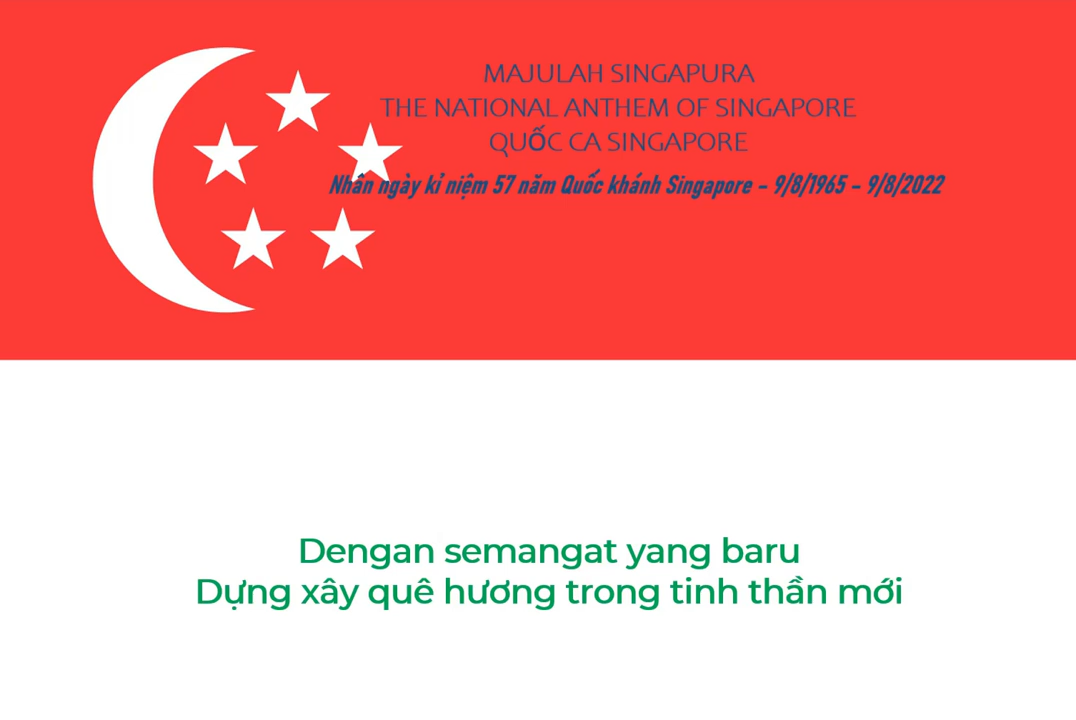 MAJULAH SINGAPURA
THE NATIONAL ANTHEM OF SINGAPORE
QUỐC CA SINGAPORE
Nhân ngày kỉ niệm 57 năm Quốc khánh Singapore - 9/8/1965 - 9/8/2022
Dengan semangat yang baru
Dựng xây quê hương trong tinh thần mới